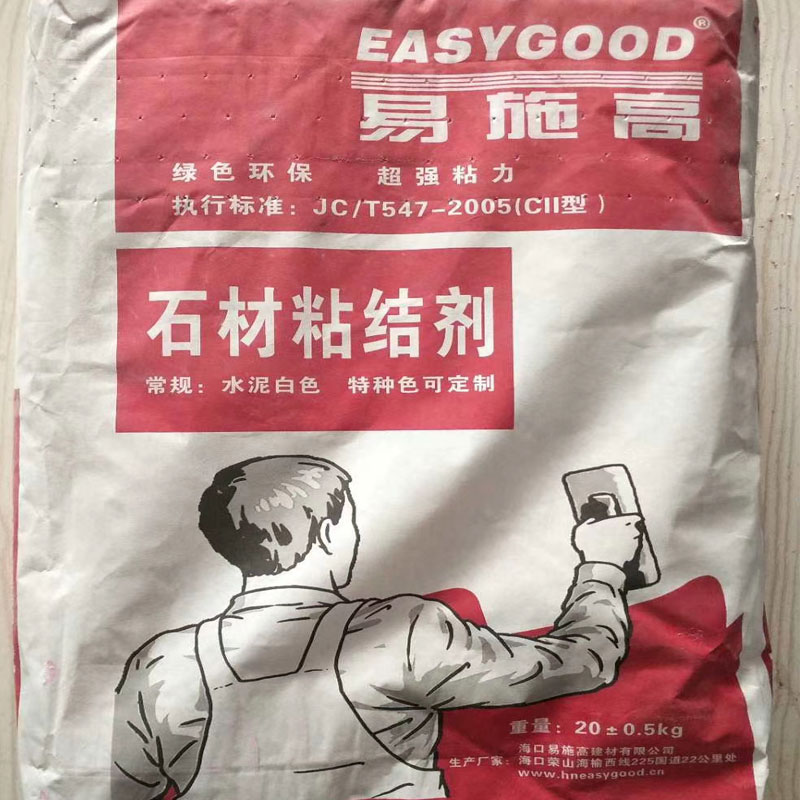 EASYGOOD®
易施高
绿色环保 超强粘力
执行标准：JC/T547-2005(CII型）
石材粘结剂
常规：水泥白色 特种色可定制
重量：20±0.5kg
海口易施高建材有限公司
生产厂家：海口荣山海榆西线225国道22公里处
www.hneasygood.cn